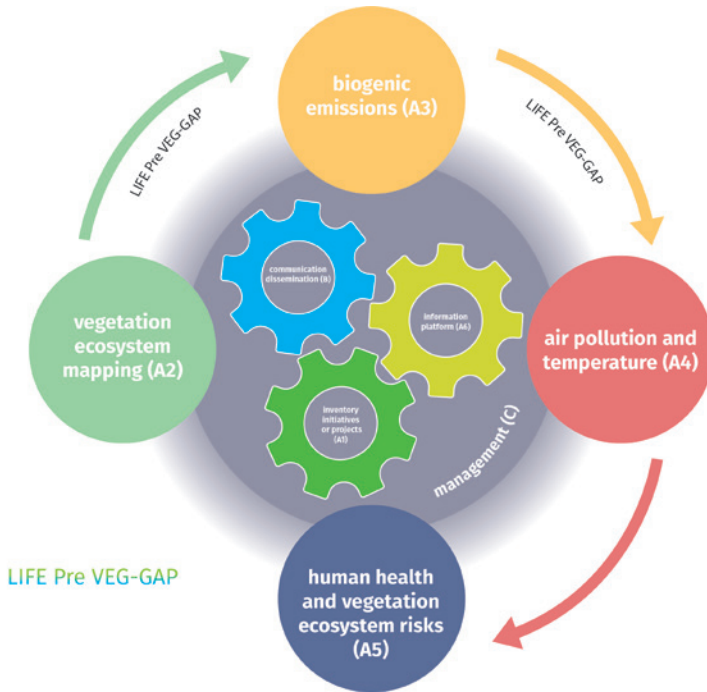 biogenic
emissions (A3)
LIFE Pre VEG-GAP
LIFE Pre VEG-GAP
communication
dissemination (B)
vegetation
ecosystem
mapping (A2)
information
platform (A6)
air pollution and
temperature (A4)
inventory
initiatives
or projects
(A1)
management (C)
LIFE Pre VEG-GAP
human health
and vegetation
ecosystem risks
(A5)